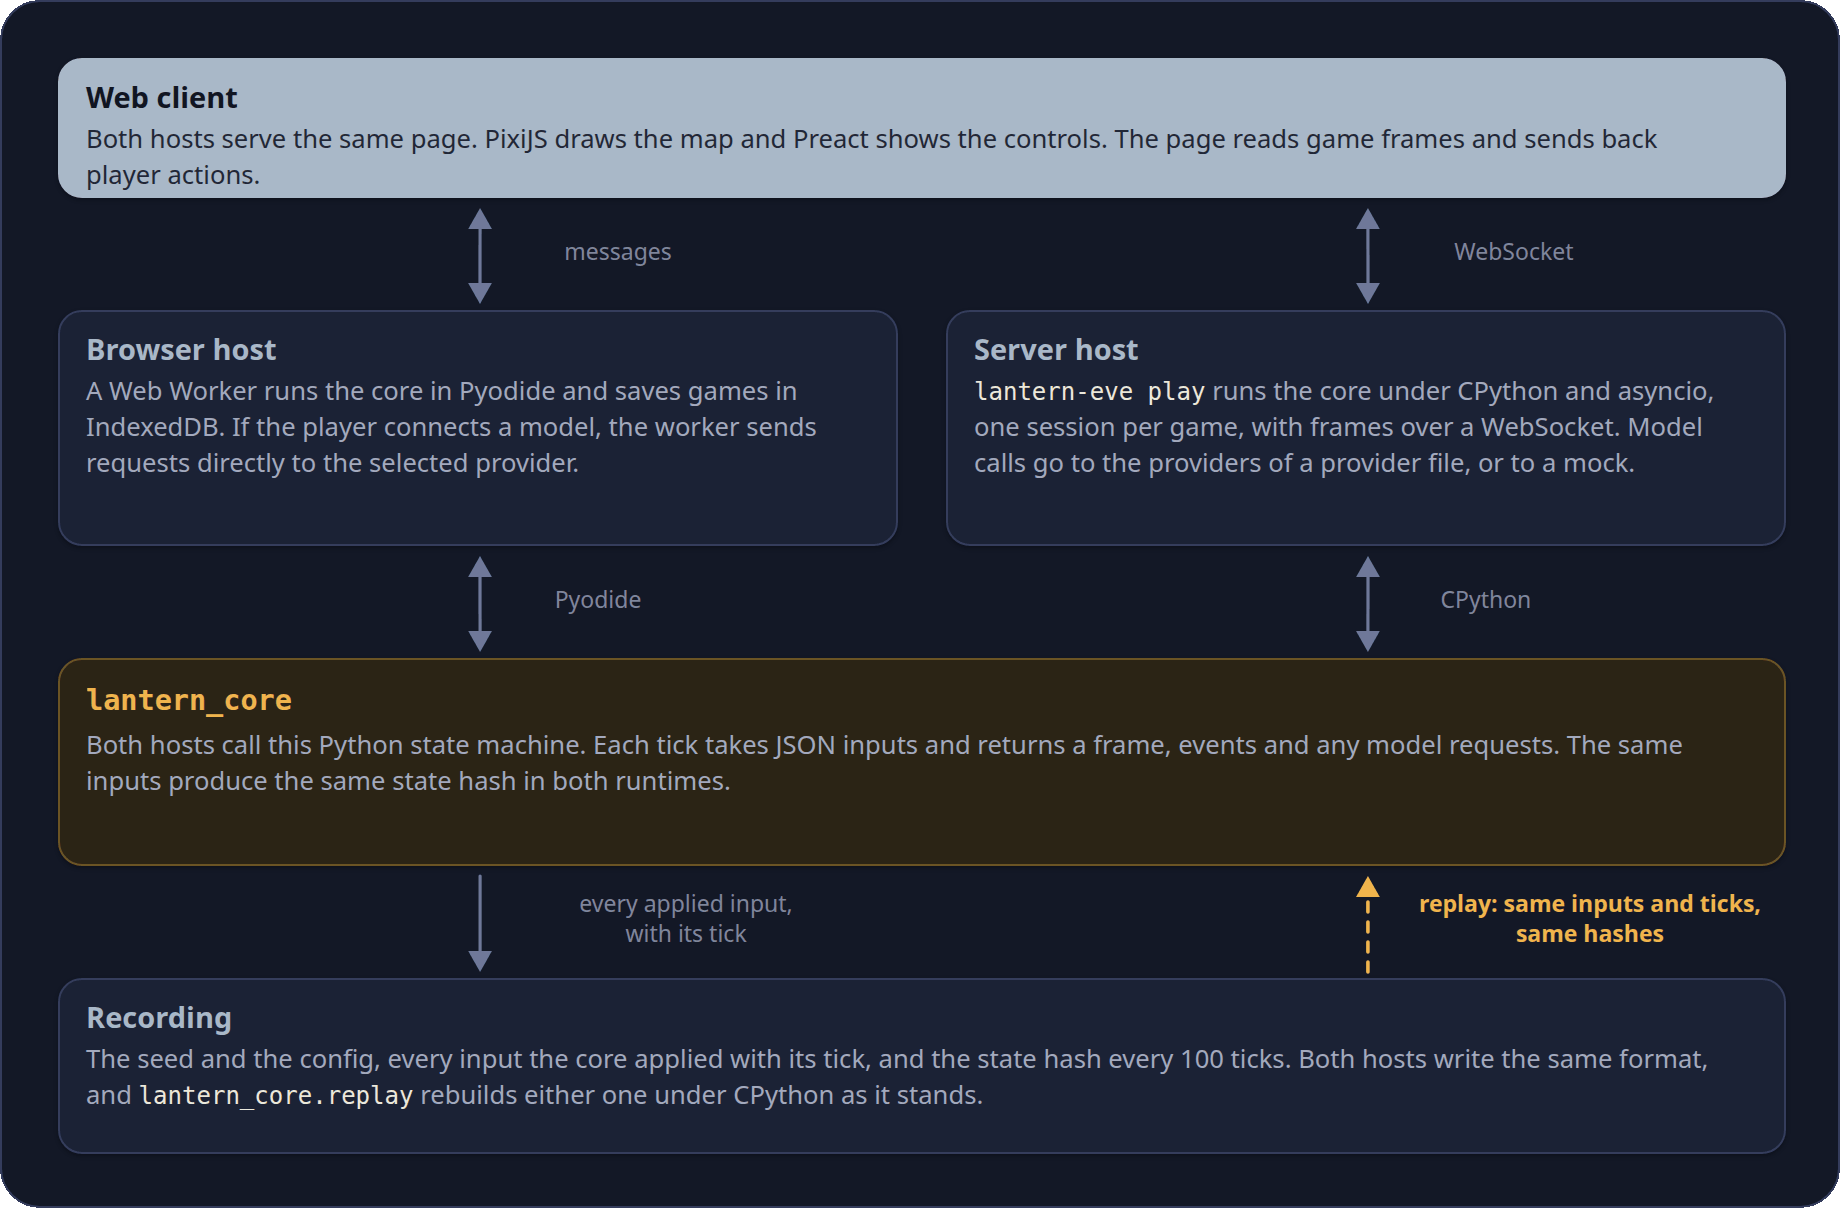 Web client
Both hosts serve the same page. PixiJS draws the map and Preact shows the controls. The page reads game frames and sends back
player actions.
messages
WebSocket
Browser host
A Web Worker runs the core in Pyodide and saves games in
IndexedDB. If the player connects a model, the worker sends
requests directly to the selected provider.
Server host
lantern-eve play runs the core under CPython and asyncio,
one session per game, with frames over a WebSocket. Model
calls go to the providers of a provider file, or to a mock.
Pyodide
CPython
lantern_core
Both hosts call this Python state machine. Each tick takes JSON inputs and returns a frame, events and any model requests. The same
inputs produce the same state hash in both runtimes.
every applied input,
with its tick
replay: same inputs and ticks,
same hashes
Recording
The seed and the config, every input the core applied with its tick, and the state hash every 100 ticks. Both hosts write the same format,
and lantern_core.replay rebuilds either one under CPython as it stands.